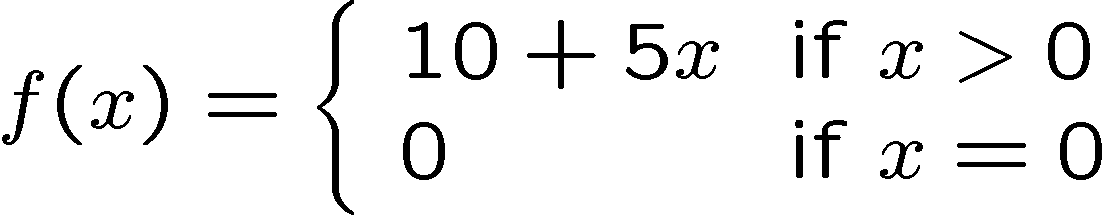 f(x) = { 10 + 5x if x > 0
0 if x = 0